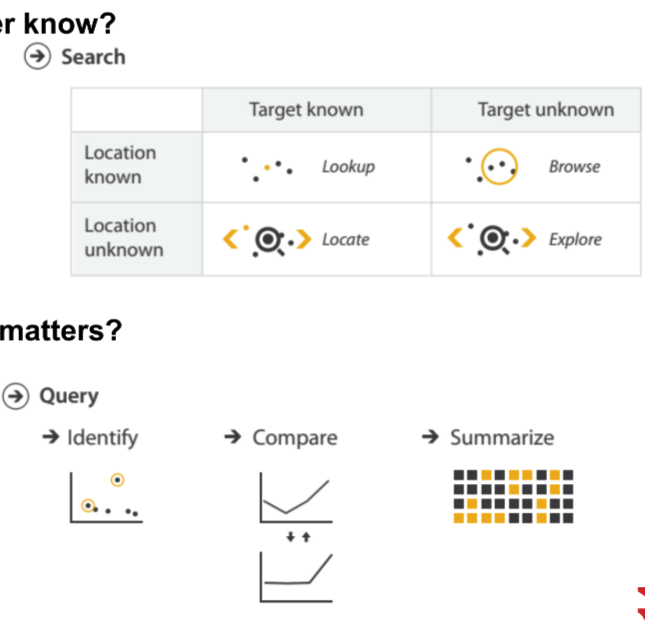 er know?
Search
Target known Target unknown
Location known Lookup Browse
Location unknown Locate Explore
matters?
Query
Identify Compare Summarize